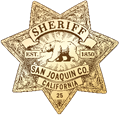 SHERIFF
EST. 1850
SAN JOAQUIN CO.
CALIFORNIA
25